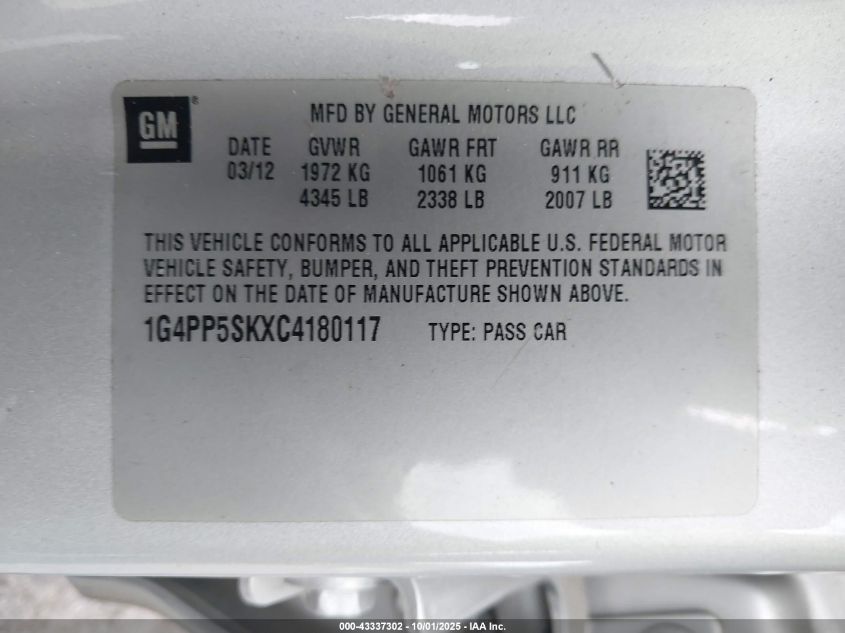 GM®
MFD BY GENERAL MOTORS LLC
DATE GVWR GAWR FRT GAWR RR
03/12 1972 KG 1061 KG 911 KG
4345 LB 2338 LB 2007 LB
THIS VEHICLE CONFORMS TO ALL APPLICABLE U.S. FEDERAL MOTOR
VEHICLE SAFETY, BUMPER, AND THEFT PREVENTION STANDARDS IN
EFFECT ON THE DATE OF MANUFACTURE SHOWN ABOVE.
1G4PP5SKXC4180117 TYPE: PASS CAR
000-43337302 - 10/01/2025 - IAA Inc.